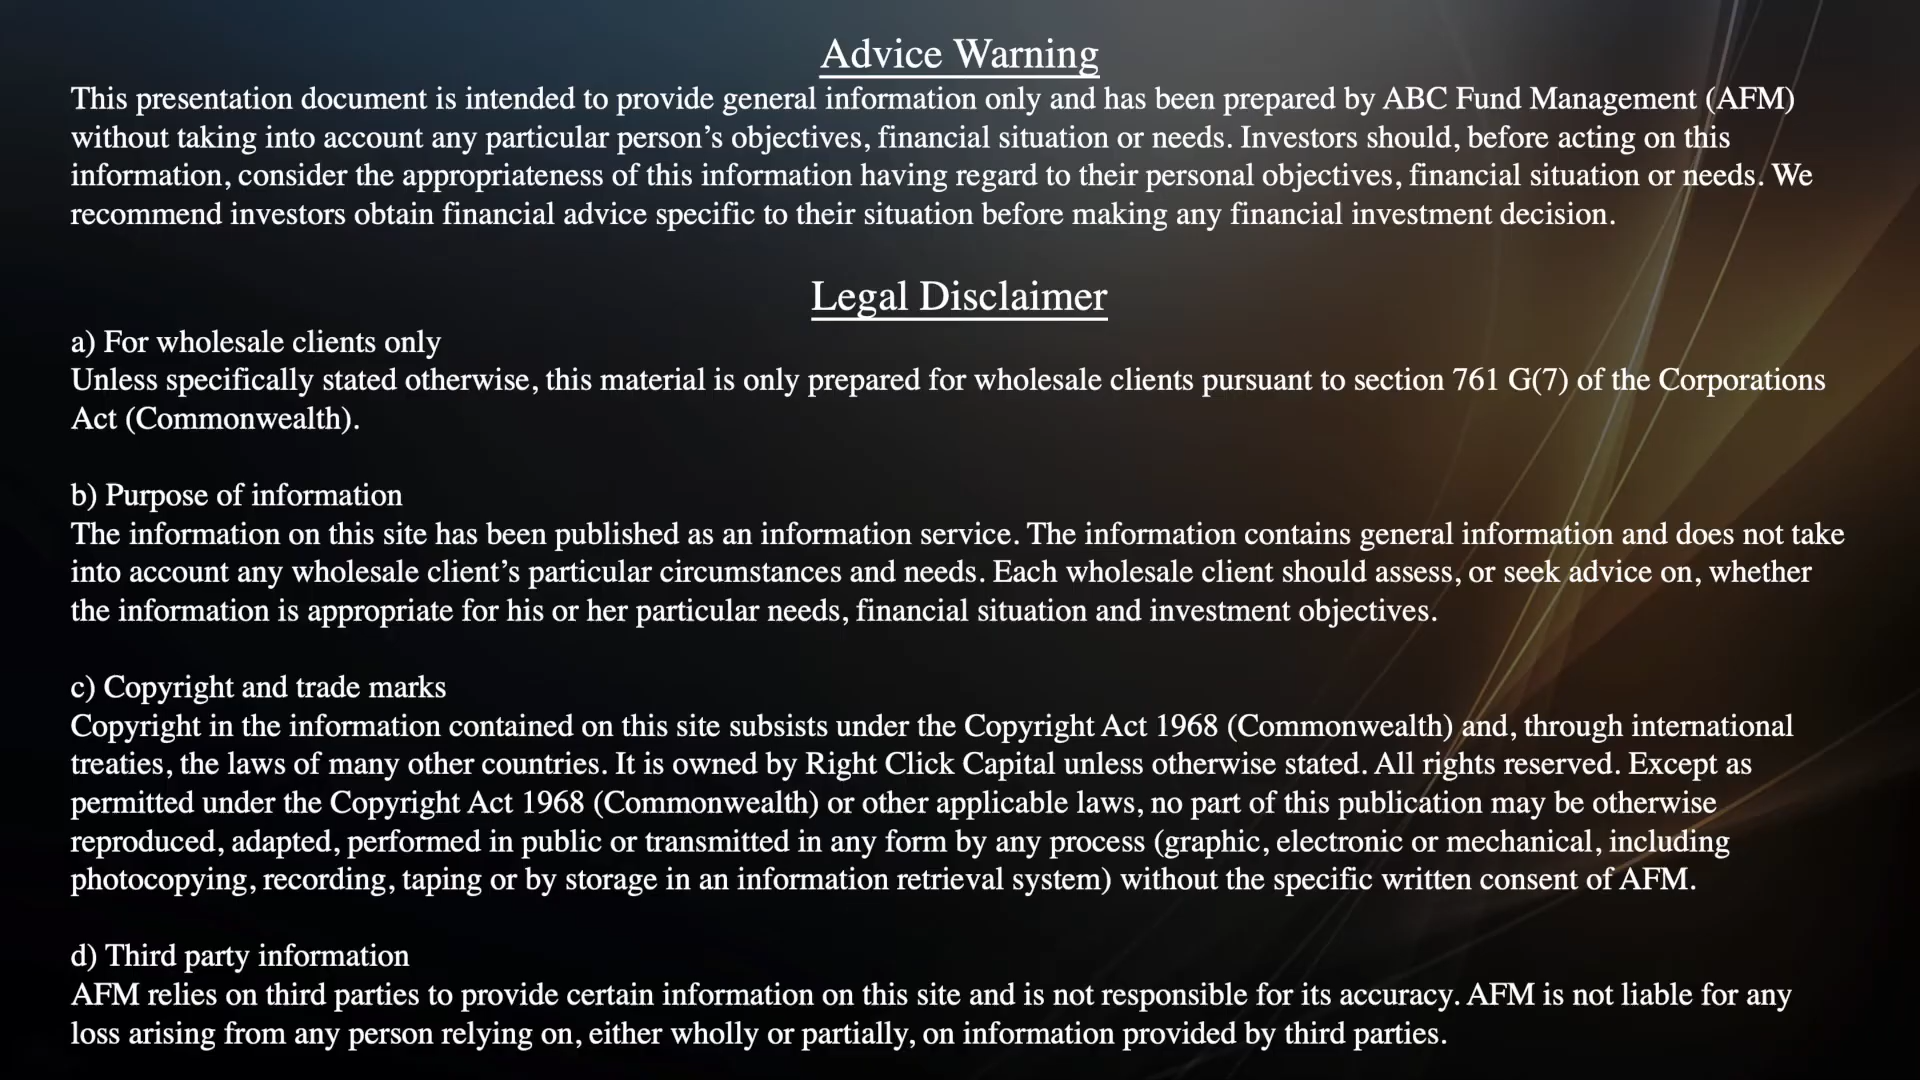 Advice Warning
This presentation document is intended to provide general information only and has been prepared by ABC Fund Management (AFM)
without taking into account any particular person’s objectives, financial situation or needs. Investors should, before acting on this
information, consider the appropriateness of this information having regard to their personal objectives, financial situation or needs. We
recommend investors obtain financial advice specific to their situation before making any financial investment decision.
Legal Disclaimer
a) For wholesale clients only
Unless specifically stated otherwise, this material is only prepared for wholesale clients pursuant to section 761 G(7) of the Corporations
Act (Commonwealth).
b) Purpose of information
The information on this site has been published as an information service. The information contains general information and does not take
into account any wholesale client’s particular circumstances and needs. Each wholesale client should assess, or seek advice on, whether
the information is appropriate for his or her particular needs, financial situation and investment objectives.
c) Copyright and trade marks
Copyright in the information contained on this site subsists under the Copyright Act 1968 (Commonwealth) and, through international
treaties, the laws of many other countries. It is owned by Right Click Capital unless otherwise stated. All rights reserved. Except as
permitted under the Copyright Act 1968 (Commonwealth) or other applicable laws, no part of this publication may be otherwise
reproduced, adapted, performed in public or transmitted in any form by any process (graphic, electronic or mechanical, including
photocopying, recording, taping or by storage in an information retrieval system) without the specific written consent of AFM.
d) Third party information
AFM relies on third parties to provide certain information on this site and is not responsible for its accuracy. AFM is not liable for any
loss arising from any person relying on, either wholly or partially, on information provided by third parties.